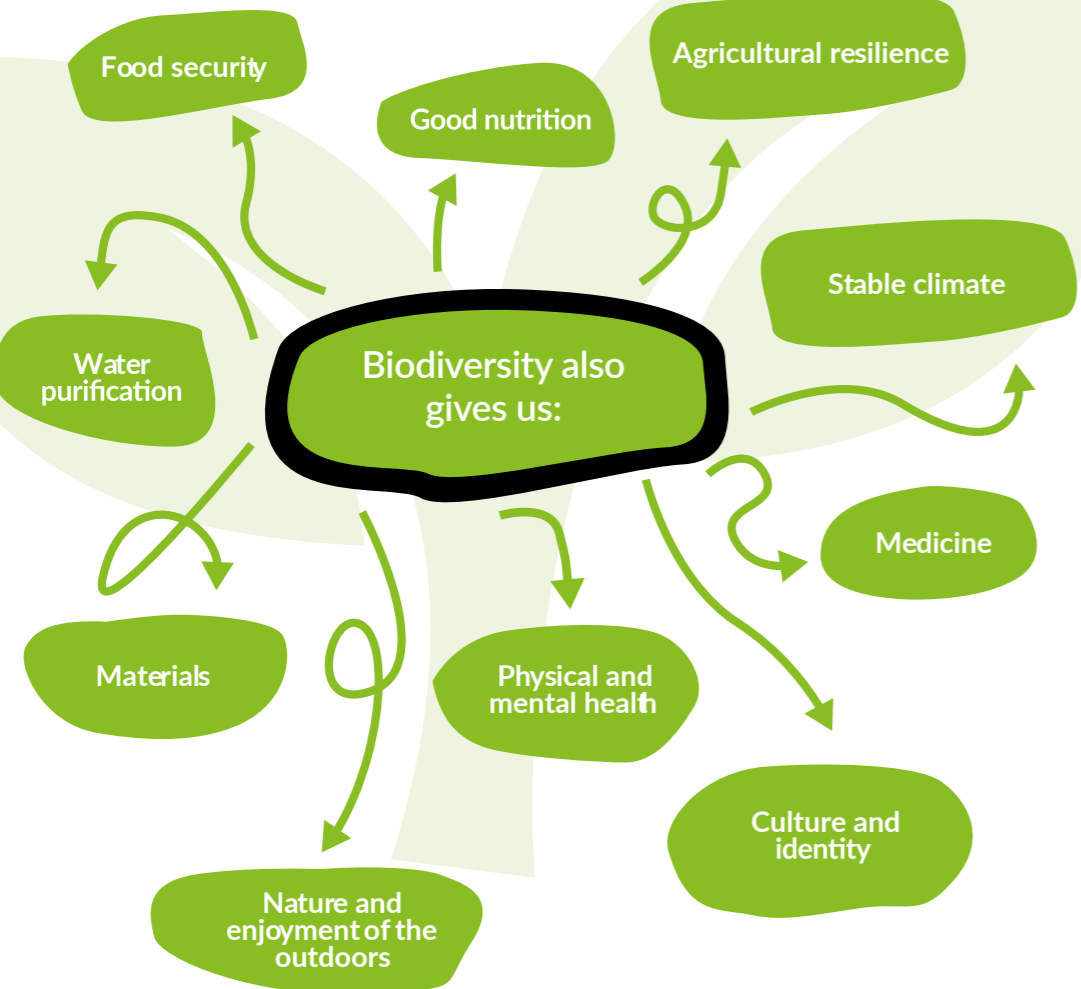 Food security
Good nutrition
Agricultural resilience
Stable climate
Water
purification
Biodiversity also
gives us:
Medicine
Materials
Physical and
mental health
Culture and
identity
Nature and
enjoyment of the
outdoors